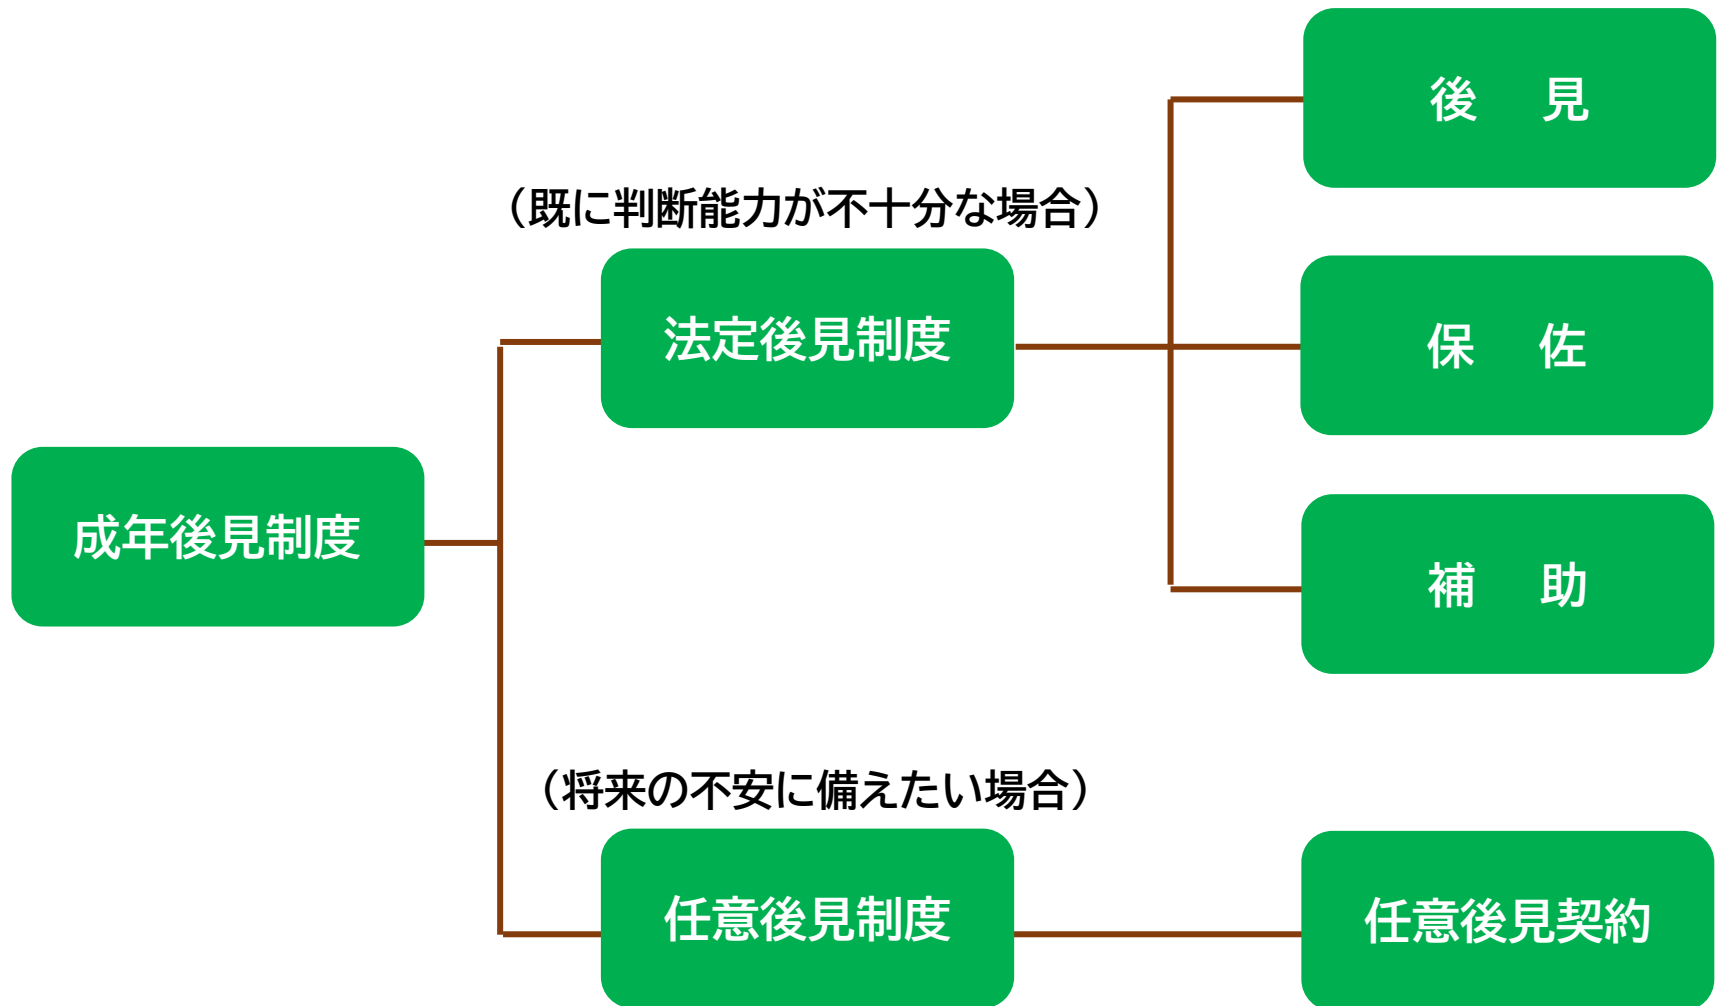 成年後見制度
（既に判断能力が不十分な場合）
法定後見制度
後　見
保　佐
補　助
（将来の不安に備えたい場合）
任意後見制度
任意後見契約